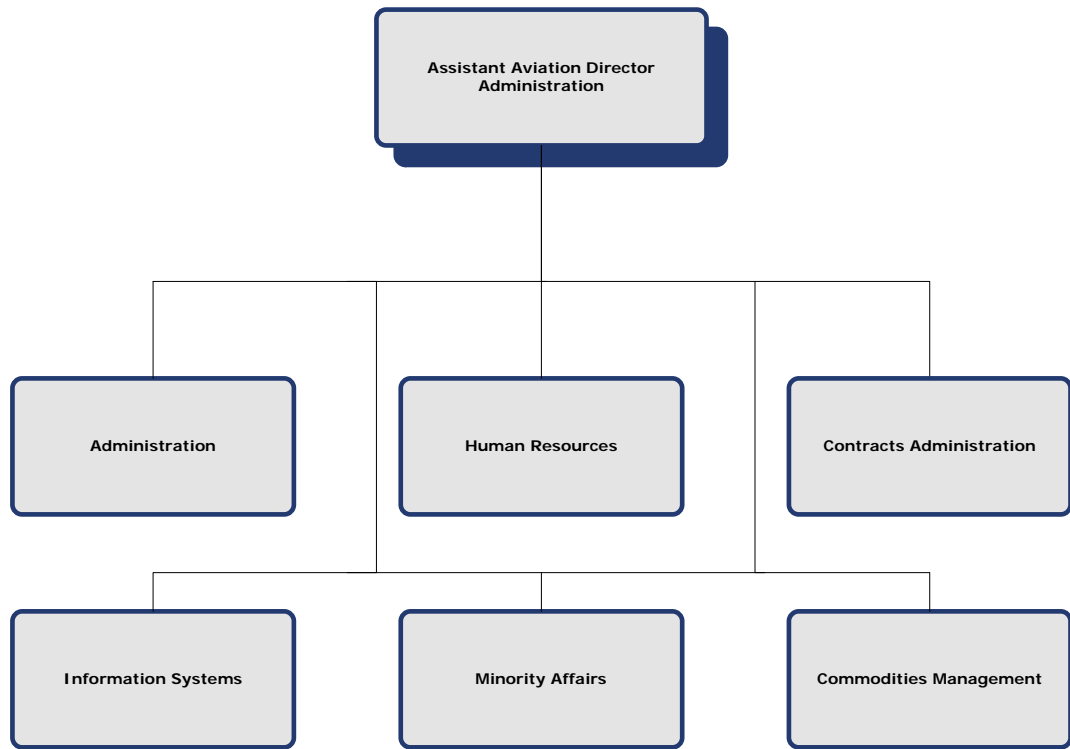 Assistant Aviation Director
Administration
Administration
Human Resources
Contracts Administration
Information Systems
Minority Affairs
Commodities Management